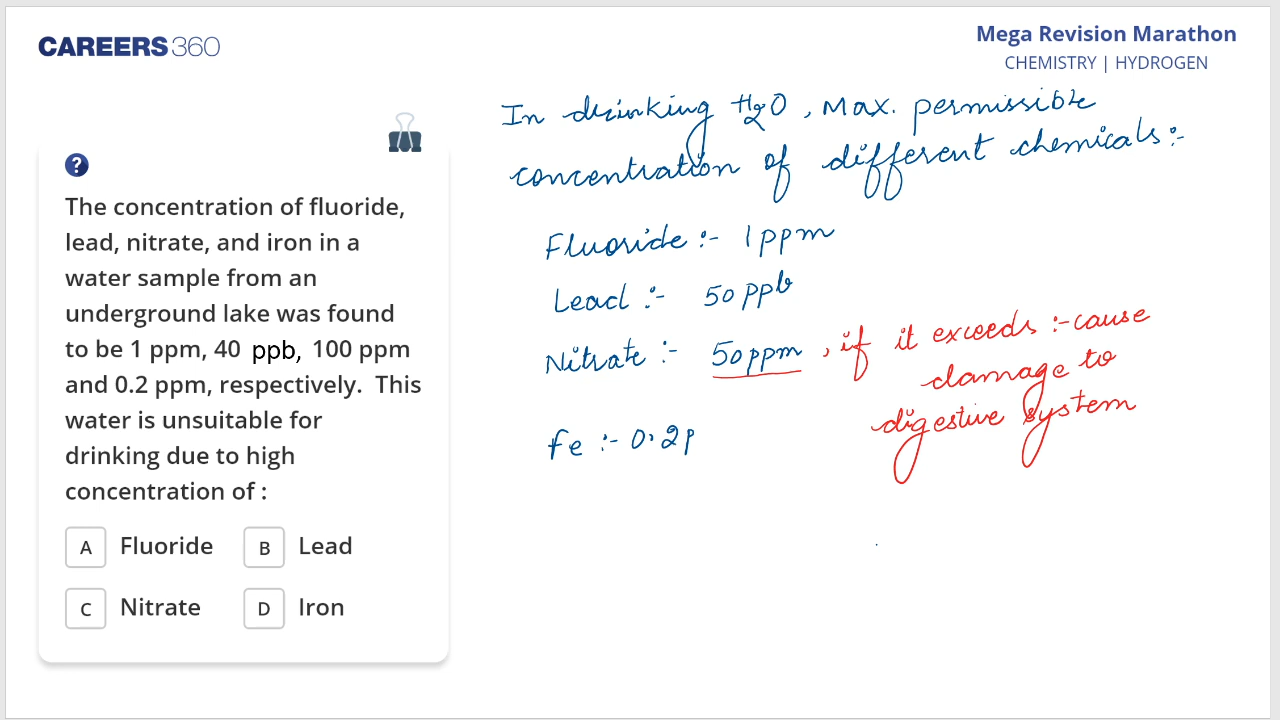 CAREERS360
Mega Revision Marathon
CHEMISTRY | HYDROGEN
?
The concentration of fluoride,
lead, nitrate, and iron in a
water sample from an
underground lake was found
to be 1 ppm, 40 ppb, 100 ppm
and 0.2 ppm, respectively. This
water is unsuitable for
drinking due to high
concentration of :
A Fluoride B Lead
C Nitrate D Iron
In drinking H2O, Max. permissible
concentration of different chemicals:-
Fluoride :- 1ppm
Lead :- 50 ppb
Nitrate :- 50ppm, if it exceeds :- cause
damage to
digestive system
Fe :- 0.2p